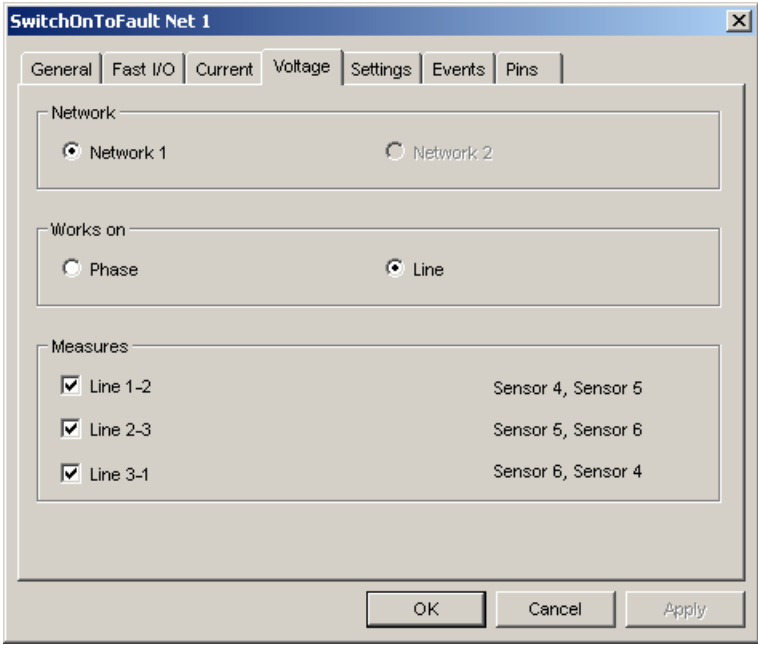 SwitchOnToFault Net 1
General Fast I/O Current Voltage Settings Events Pins
Network
Network 1 Network 2
Works on
Phase Line
Measures
Line 1-2 Sensor 4, Sensor 5
Line 2-3 Sensor 5, Sensor 6
Line 3-1 Sensor 6, Sensor 4
OK Cancel Apply